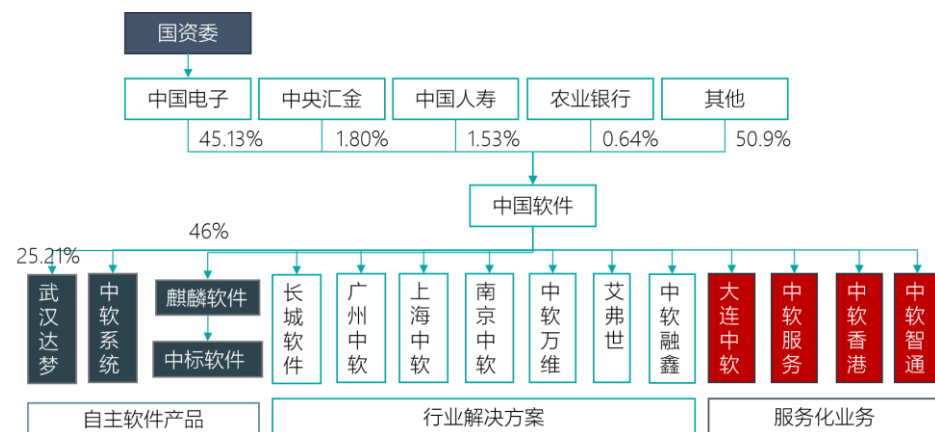 国资委
中国电子
中央汇金
中国人寿
农业银行
其他
45.13%
1.80%
1.53%
0.64%
50.9%
中国软件
25.21%
46%
武汉达梦
中软系统
麒麟软件
中标软件
长城软件
广州中软
上海中软
南京中软
中软万维
艾弗世
中软融鑫
大连中软
中软服务
中软香港
中软智通
自主软件产品
行业解决方案
服务化业务